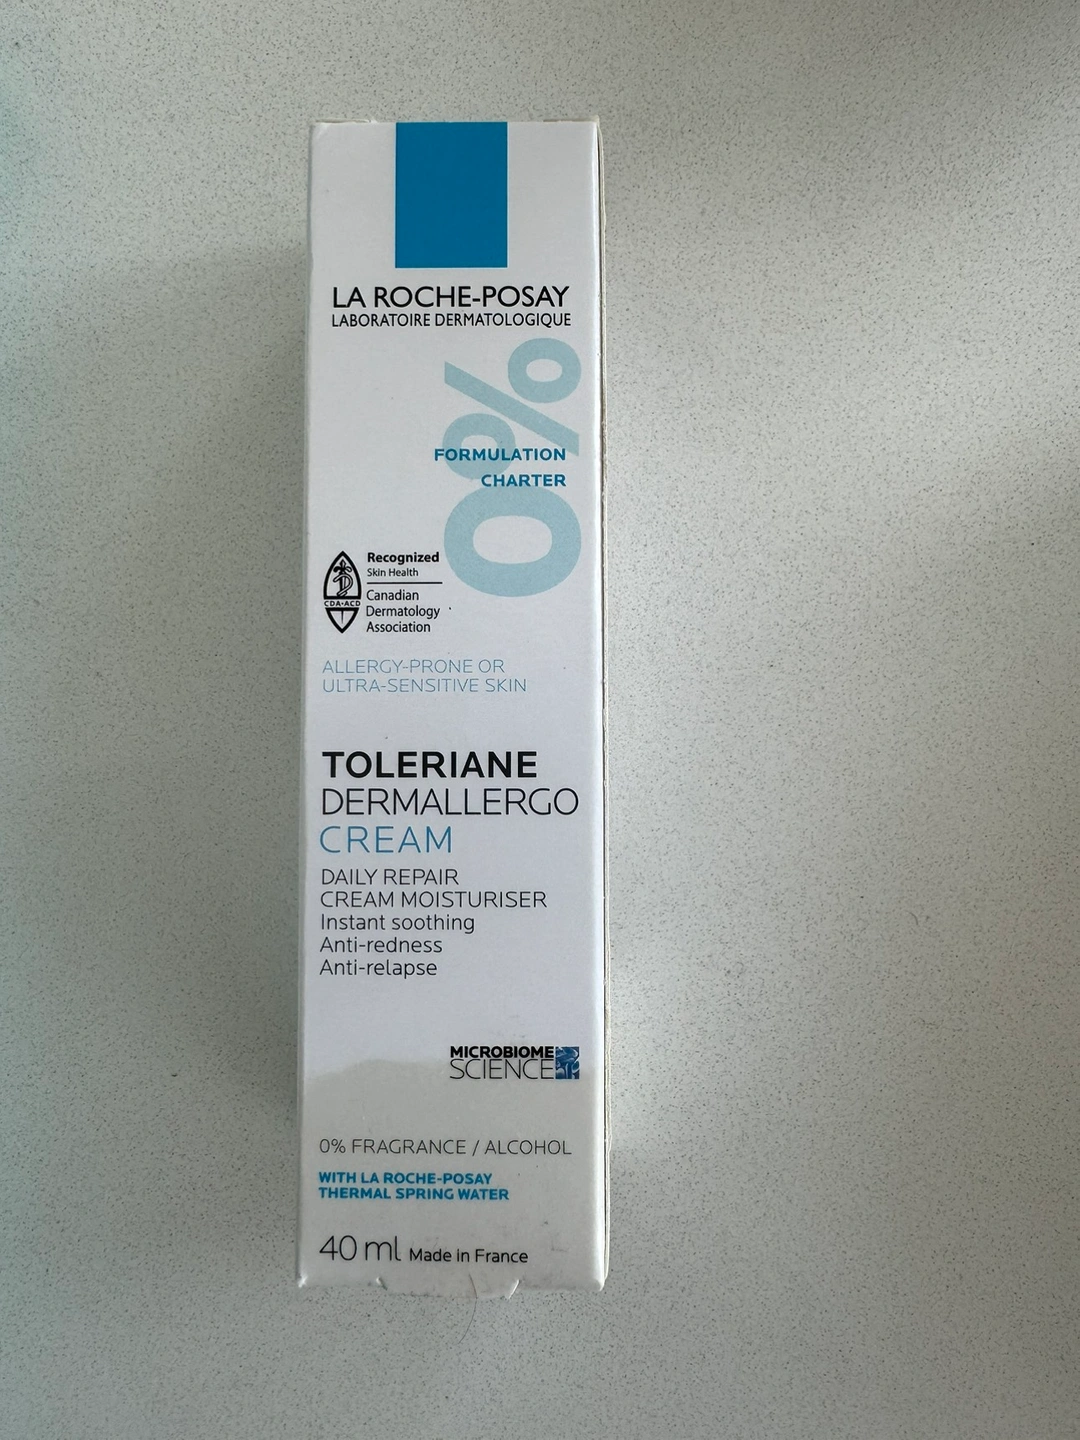 LA ROCHE-POSAY
LABORATOIRE DERMATOLOGIQUE
0%
FORMULATION
CHARTER
Recognized
Skin Health
Canadian
Dermatology
Association
CDA•ACD
ALLERGY-PRONE OR
ULTRA-SENSITIVE SKIN
TOLERIANE
DERMALLERGO
CREAM
DAILY REPAIR
CREAM MOISTURISER
Instant soothing
Anti-redness
Anti-relapse
MICROBIOME
SCIENCE
0% FRAGRANCE / ALCOHOL
WITH LA ROCHE-POSAY
THERMAL SPRING WATER
40 ml Made in France